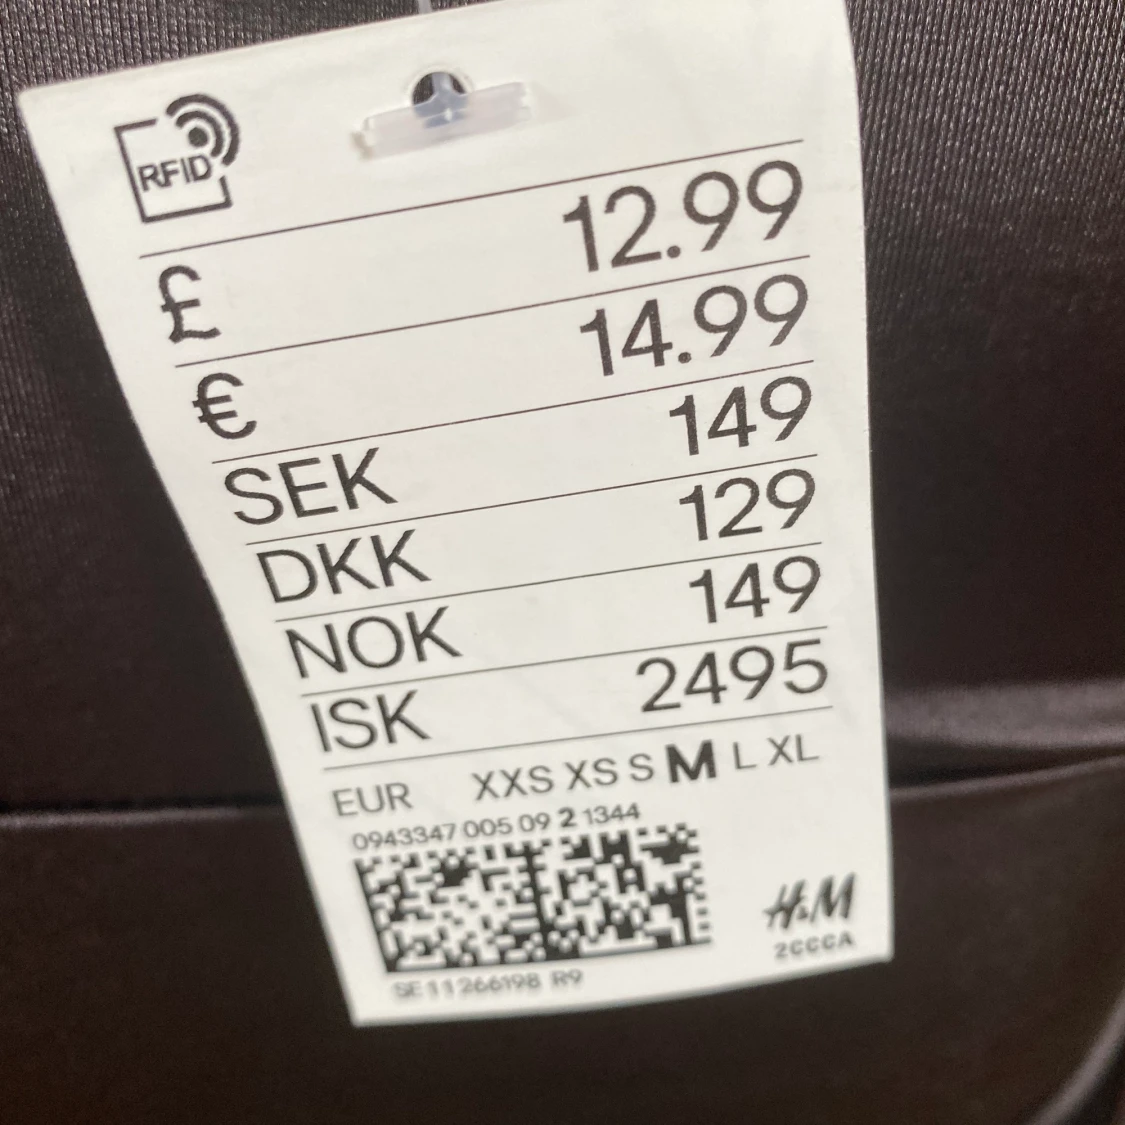 RFID
£ 12.99
€ 14.99
SEK 149
DKK 129
NOK 149
ISK 2495
EUR XXS XS S M L XL
0943347 005 09 2 1344
H&M
2CCCA
SE11266198 R9